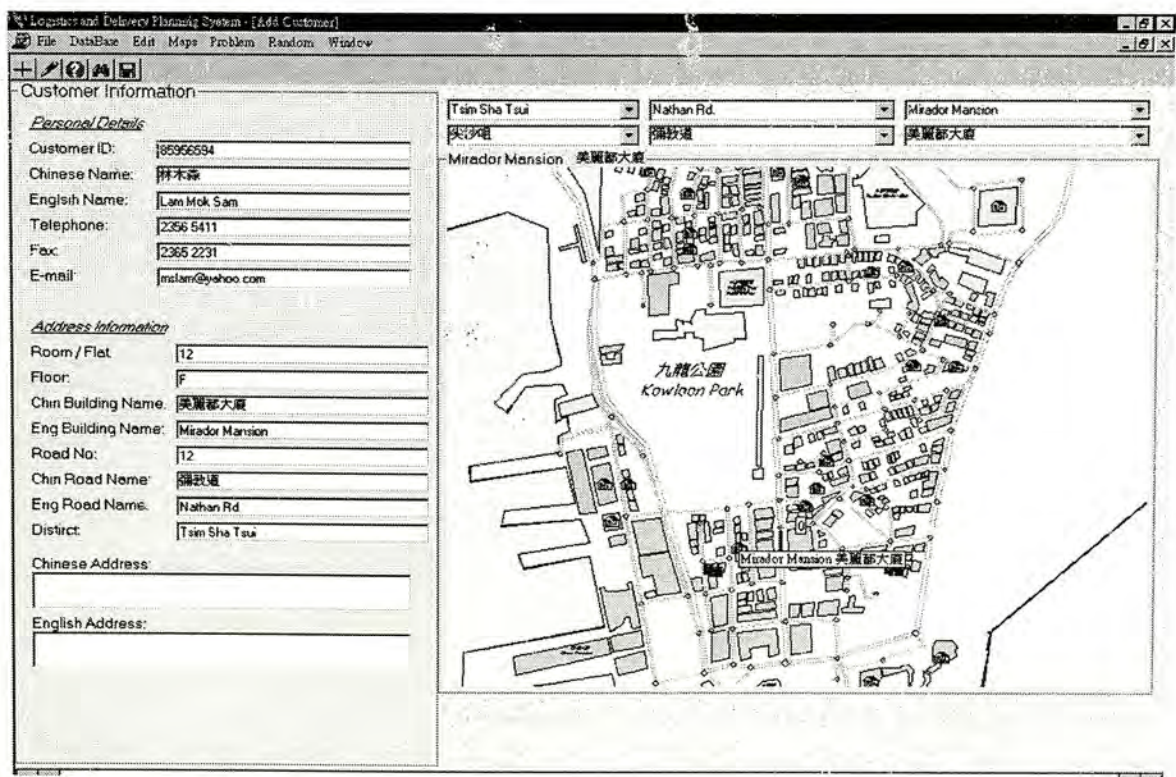 Logistics and Delivery Planning System - [Add Customer]
File DataBase Edit Maps Problem Random Window
Customer Information
Personal Details
Customer ID: 85956594
Chinese Name: 林木森
Englsih Name: Lam Mok Sam
Telephone: 2356 5411
Fax: 2365 2231
E-mail: mslam@yahoo.com
Address Information
Room / Flat 12
Floor: F
Chin Building Name. 美麗都大廈
Eng Building Name: Mirador Mansion
Road No: 12
Chin Road Name: 彌敦道
Eng Road Name. Nathan Rd.
Distirct: Tsim Sha Tsui
Chinese Address:
English Address:
Tsim Sha Tsui Nathan Rd. Mirador Mansion
尖沙咀 彌敦道 美麗都大廈
Mirador Mansion 美麗都大廈
九龍公園
Kowloon Park
Mirador Mansion 美麗都大廈